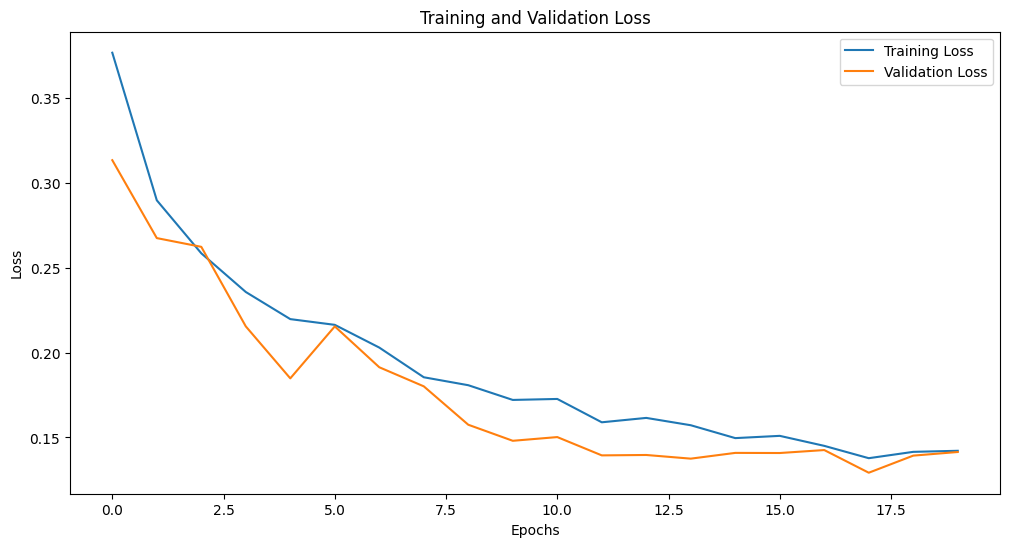 Training and Validation Loss
Training Loss
Validation Loss
0.35
0.30
0.25
0.20
0.15
Loss
0.0 2.5 5.0 7.5 10.0 12.5 15.0 17.5
Epochs